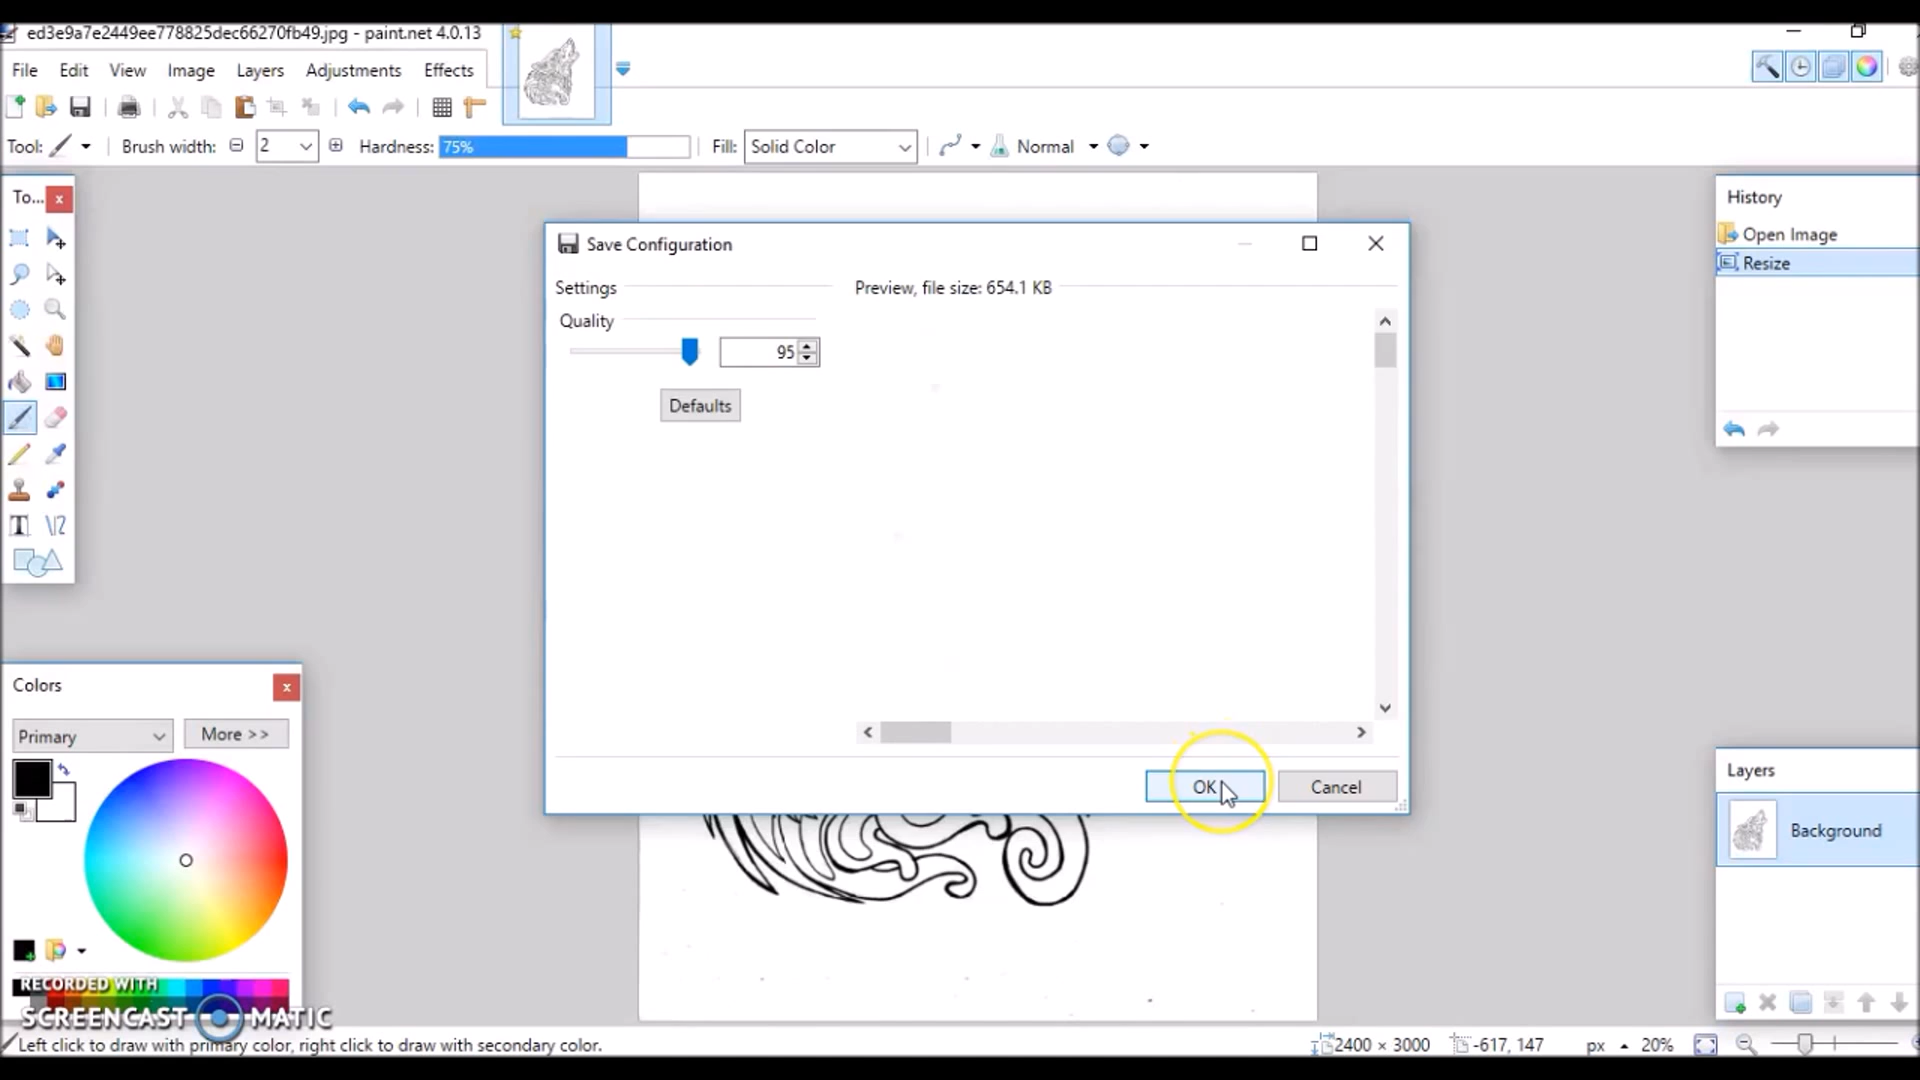 ed3e9a7e2449ee778825dec66270fb49.jpg - paint.net 4.0.13
File Edit View Image Layers Adjustments Effects
Tool: Brush width: 2 Hardness: 75% Fill: Solid Color Normal
To...
History
Open Image
Resize
Save Configuration
Settings
Preview, file size: 654.1 KB
Quality
95
Defaults
OK
Cancel
Colors
Primary
More >>
Layers
Background
RECORDED WITH
SCREENCAST MATIC
Left click to draw with primary color, right click to draw with secondary color.
2400 × 3000
-617, 147
px
20%